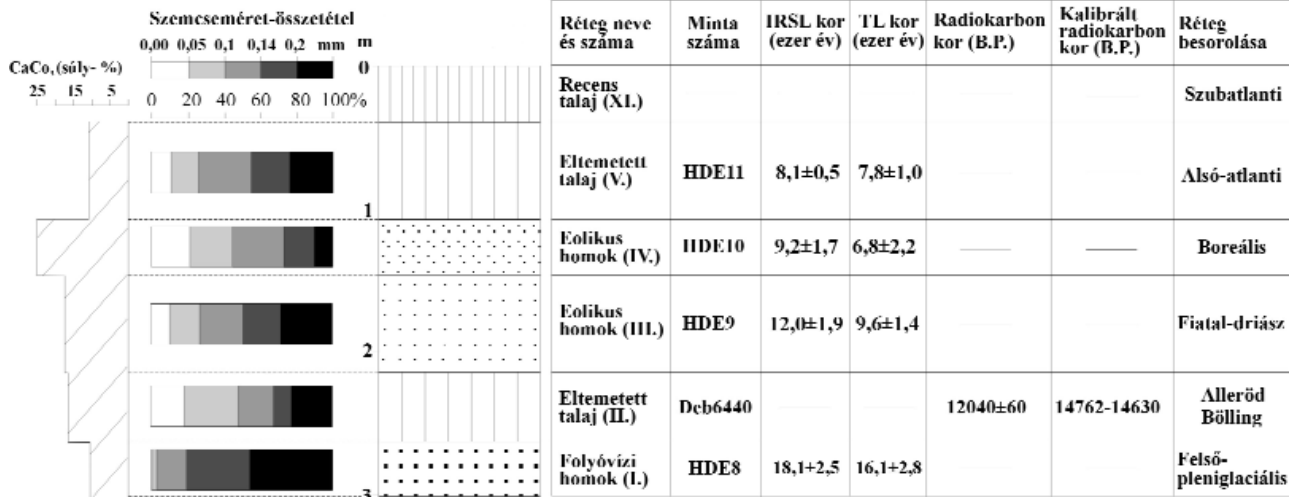 Szemcseméret-összetétel
0,00 0,05 0,1 0,14 0,2 mm
m
CaCo₃(súly- %)
25 15 5
0 20 40 60 80 100%
0
1
2
3
Réteg neve és száma
Minta száma
IRSL kor (ezer év)
TL kor (ezer év)
Radiokarbon kor (B.P.)
Kalibrált radiokarbon kor (B.P.)
Réteg besorolása
Recens talaj (XI.)
Szubatlanti
Eltemetett talaj (V.)
HDE11
8,1±0,5
7,8±1,0
Alsó-atlanti
Eolikus homok (IV.)
HDE10
9,2±1,7
6,8±2,2
Boreális
Eolikus homok (III.)
HDE9
12,0±1,9
9,6±1,4
Fiatal-driász
Eltemetett talaj (II.)
Deb6440
12040±60
14762-14630
Alleröd Bölling
Folyóvízi homok (I.)
HDE8
18,1±2,5
16,1±2,8
Felső-pleniglaciális